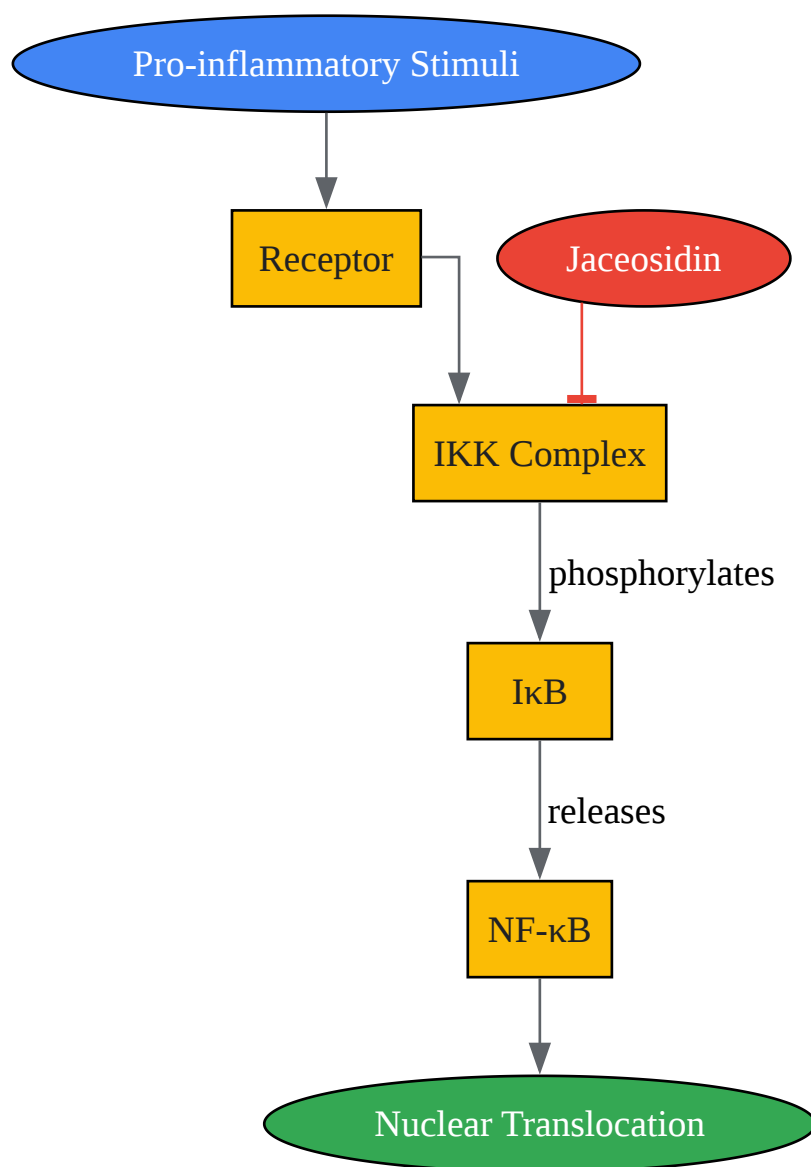 Pro-inflammatory Stimuli
Receptor
Jaceosidin
IKK Complex
phosphorylates
IκB
releases
NF-κB
Nuclear Translocation